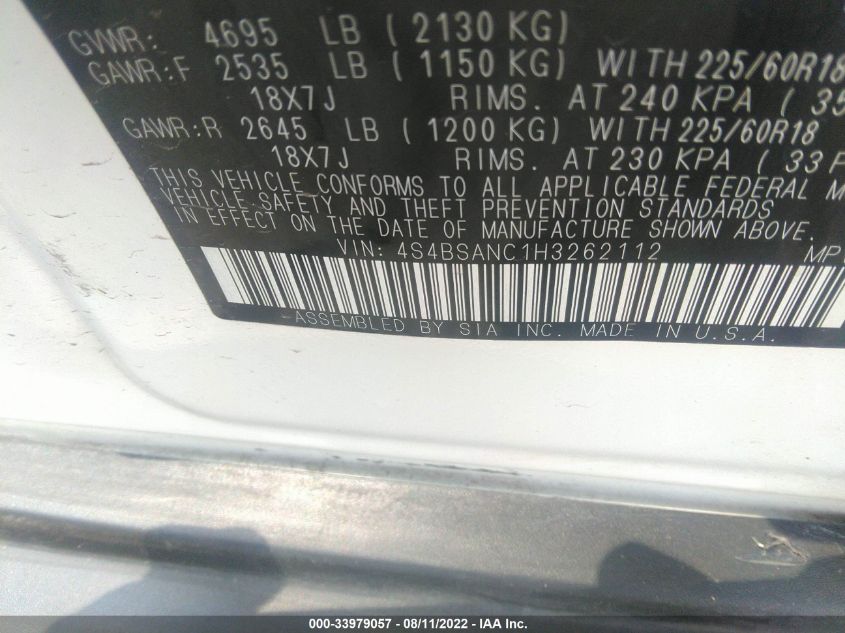 GVWR: 4695 LB ( 2130 KG)
GAWR:F 2535 LB ( 1150 KG) WITH 225/60R18
18X7J RIMS. AT 240 KPA ( 35
GAWR:R 2645 LB ( 1200 KG) WITH 225/60R18
18X7J RIMS. AT 230 KPA ( 33 P
THIS VEHICLE CONFORMS TO ALL APPLICABLE FEDERAL M
VEHICLE SAFETY AND THEFT PREVENTION STANDARDS
IN EFFECT ON THE DATE OF MANUFACTURE SHOWN ABOVE.
VIN: 4S4BSANC1H3262112 MP
ASSEMBLED BY SIA INC. MADE IN U.S.A.
000-33979057 - 08/11/2022 - IAA Inc.